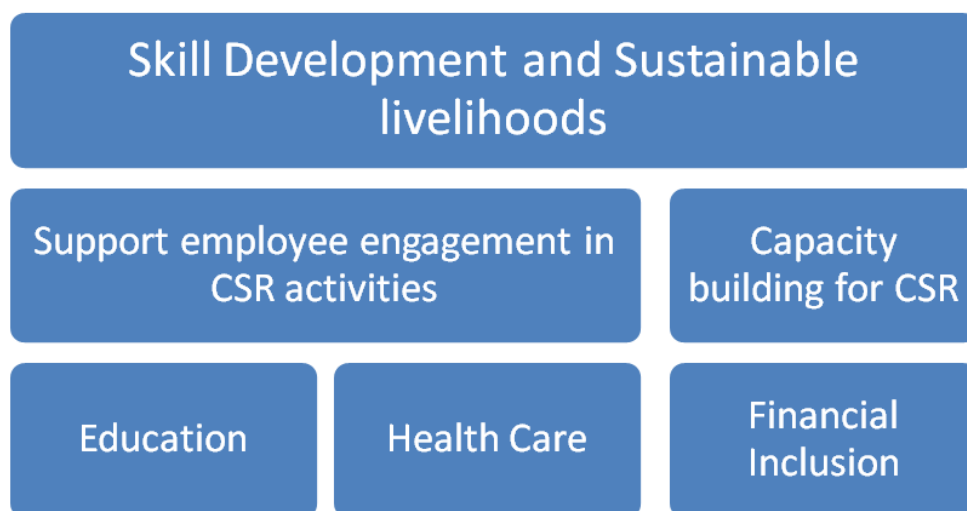 Skill Development and Sustainable
livelihoods
Support employee engagement in
CSR activities
Capacity
building for CSR
Education
Health Care
Financial
Inclusion